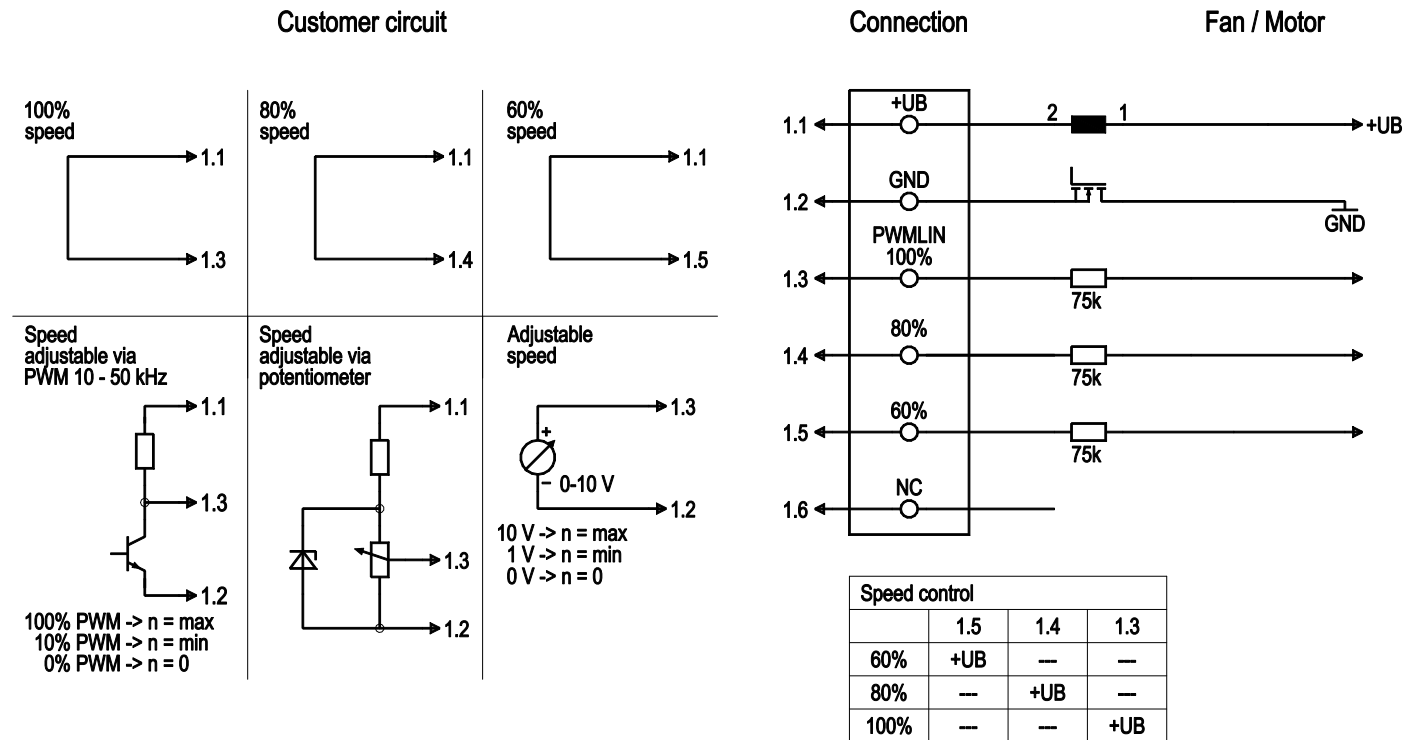 Customer circuit
Connection
Fan / Motor
100%
speed
1.1
1.3
80%
speed
1.1
1.4
60%
speed
1.1
1.5
Speed
adjustable via
PWM 10 - 50 kHz
1.1
1.3
1.2
100% PWM -> n = max
10% PWM -> n = min
0% PWM -> n = 0
Speed
adjustable via
potentiometer
1.1
1.3
1.2
Adjustable
speed
1.3
+
– 0-10 V
1.2
10 V -> n = max
1 V -> n = min
0 V -> n = 0
+UB
1.1
2
1
+UB
GND
1.2
GND
PWMLIN
100%
1.3
75k
80%
1.4
75k
60%
1.5
75k
NC
1.6
Speed control
1.5 1.4 1.3
60% +UB --- ---
80% --- +UB ---
100% --- --- +UB